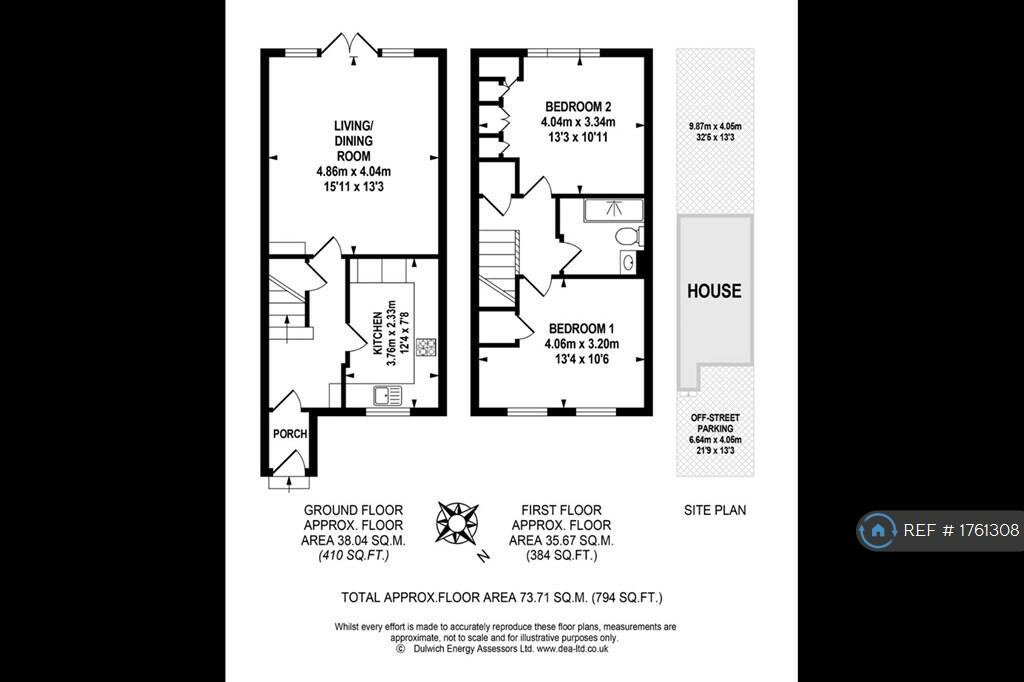 LIVING/
DINING
ROOM
4.86m x 4.04m
15'11 x 13'3
KITCHEN
3.76m x 2.33m
12'4 x 7'8
PORCH
BEDROOM 2
4.04m x 3.34m
13'3 x 10'11
BEDROOM 1
4.06m x 3.20m
13'4 x 10'6
9.87m x 4.05m
32'5 x 13'3
HOUSE
OFF-STREET
PARKING
6.64m x 4.05m
21'9 x 13'3
GROUND FLOOR
APPROX. FLOOR
AREA 38.04 SQ.M.
(410 SQ.FT.)
N
FIRST FLOOR
APPROX. FLOOR
AREA 35.67 SQ.M.
(384 SQ.FT.)
SITE PLAN
REF # 1761308
TOTAL APPROX.FLOOR AREA 73.71 SQ.M. (794 SQ.FT.)
Whilst every effort is made to accurately reproduce these floor plans, measurements are
approximate, not to scale and for illustrative purposes only.
© Dulwich Energy Assessors Ltd. www.dea-ltd.co.uk